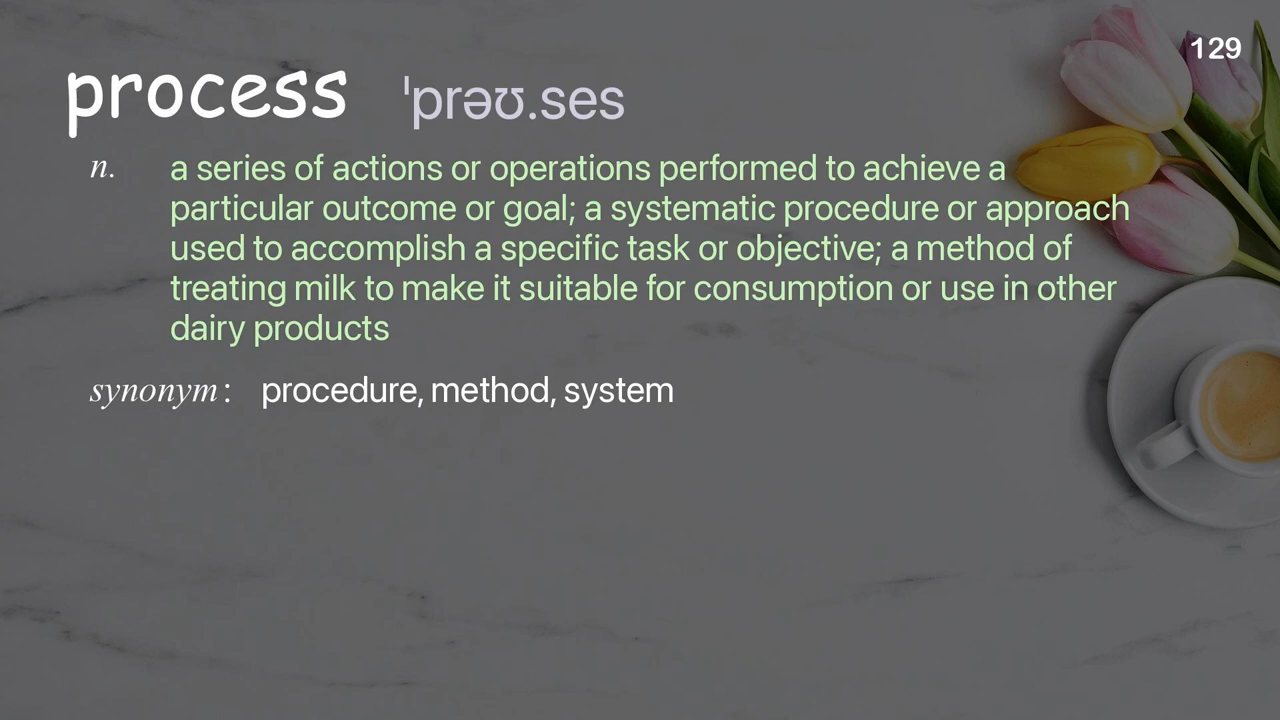 129
process ˈprəʊ.ses
n. a series of actions or operations performed to achieve a
particular outcome or goal; a systematic procedure or approach
used to accomplish a specific task or objective; a method of
treating milk to make it suitable for consumption or use in other
dairy products
synonym: procedure, method, system